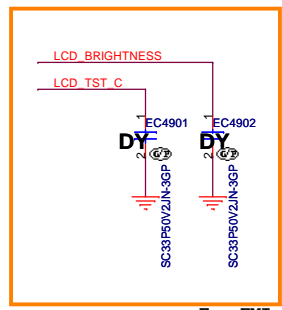 LCD_BRIGHTNESS
LCD_TST_C
1
1
EC4901
EC4902
DY
DY
2
2
SC33P50V2JN-3GP
SC33P50V2JN-3GP